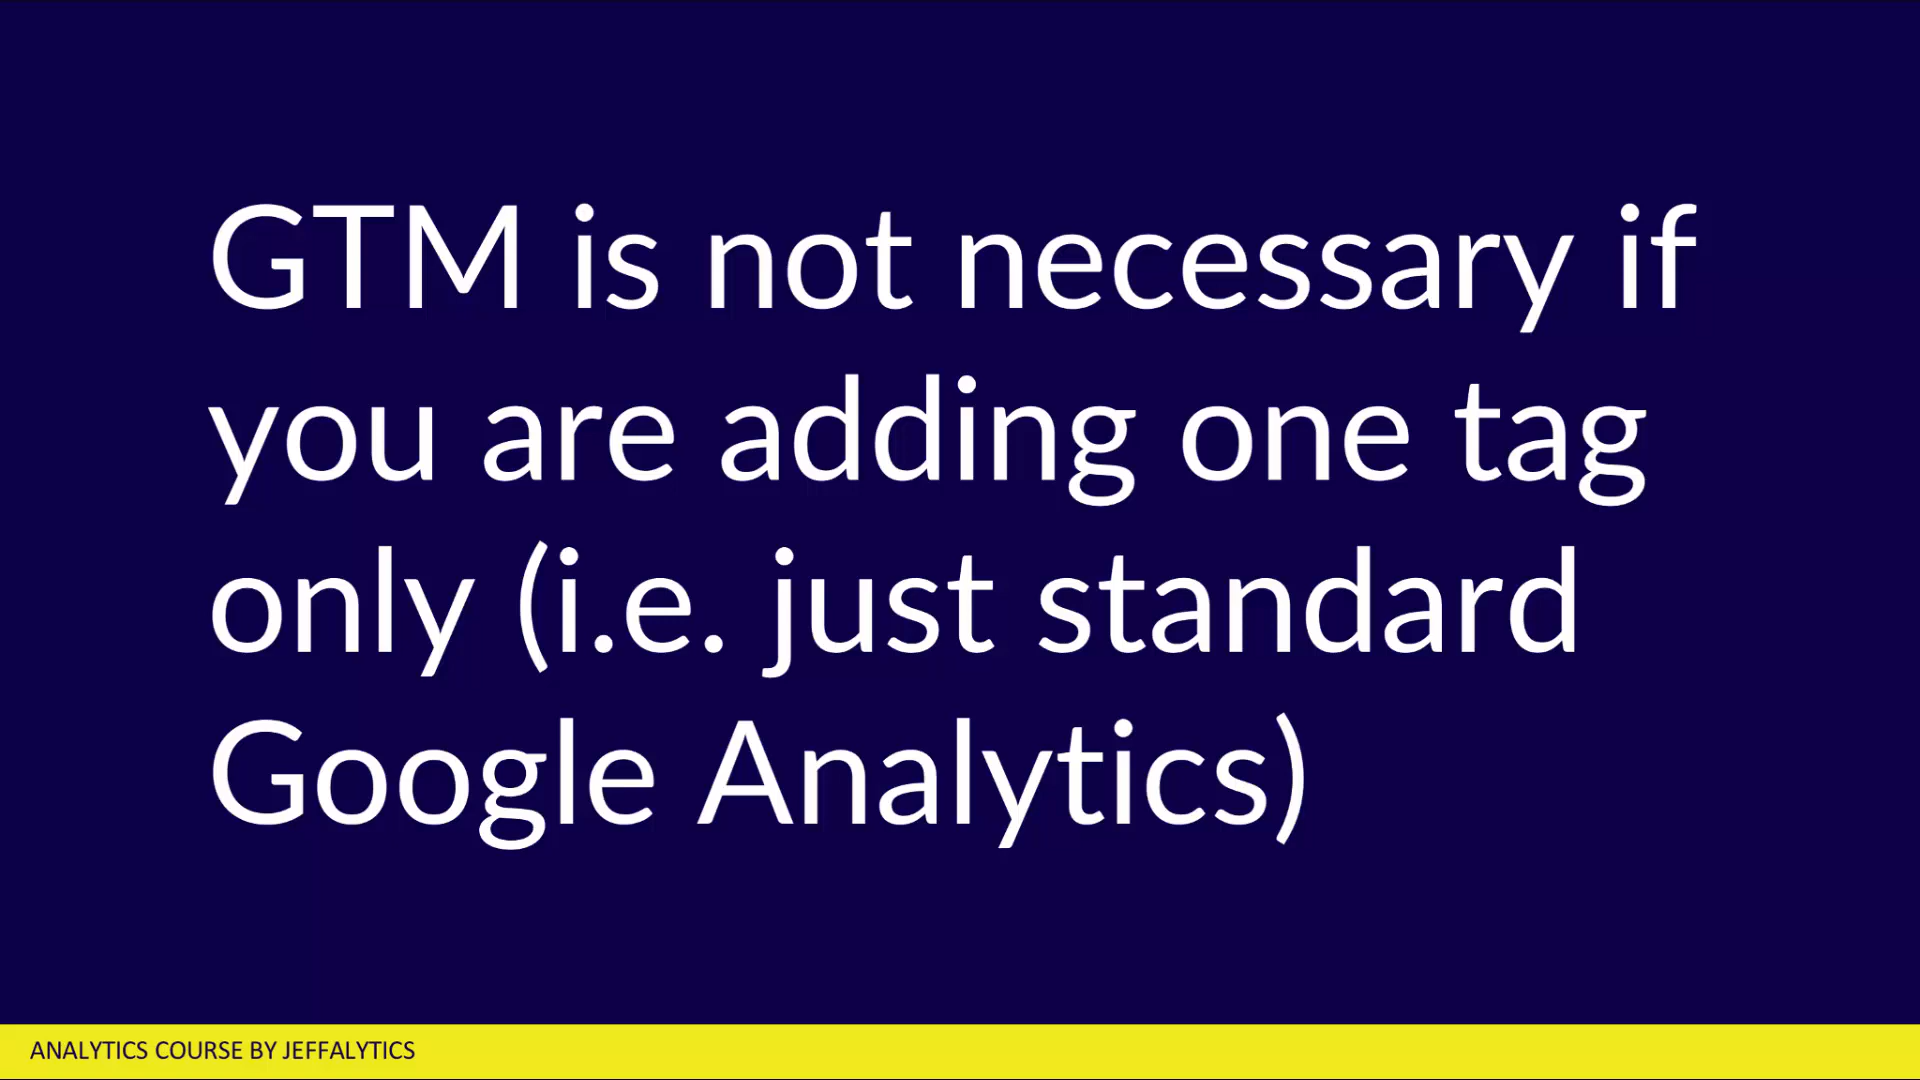 GTM is not necessary if
you are adding one tag
only (i.e. just standard
Google Analytics)
ANALYTICS COURSE BY JEFFALYTICS